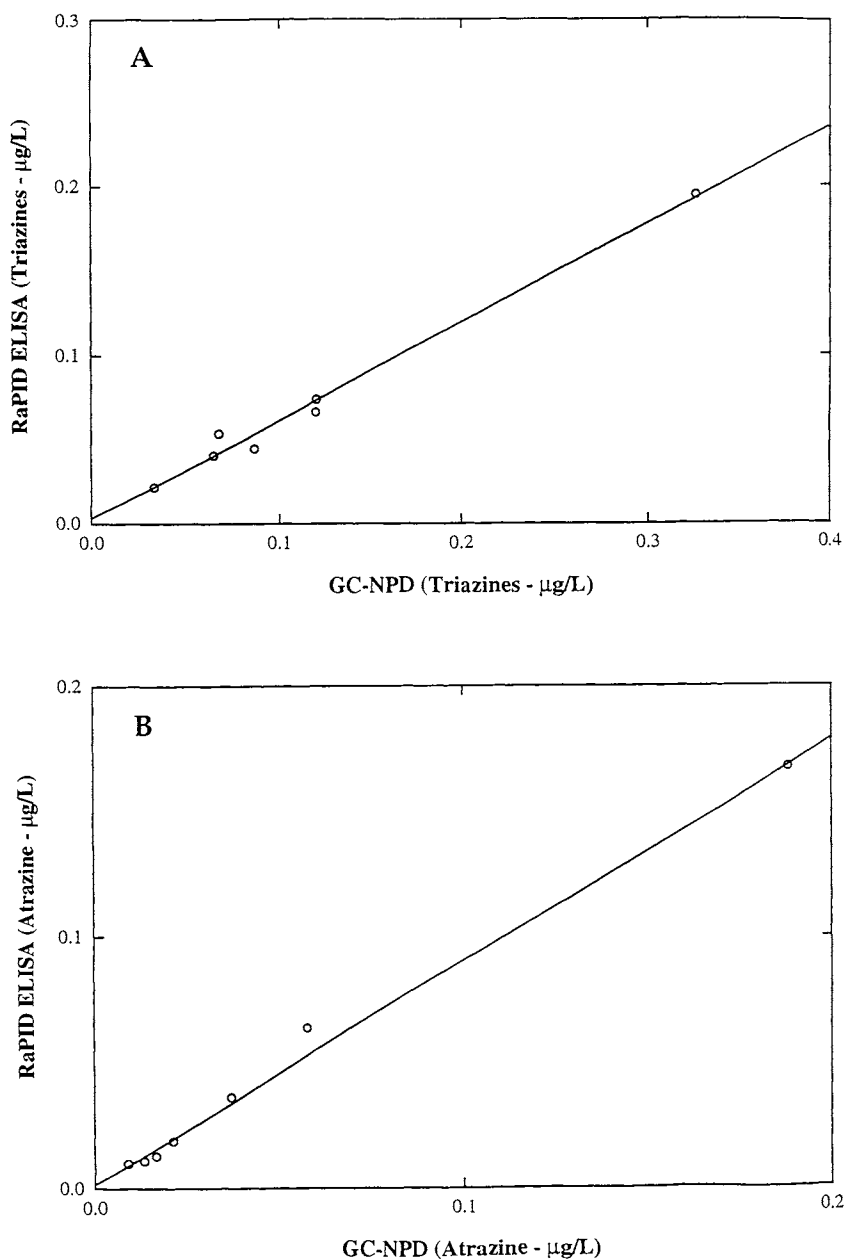 A
0.3
0.2
0.1
0.0
RaPID ELISA (Triazines - µg/L)
0.0 0.1 0.2 0.3 0.4
GC-NPD (Triazines - µg/L)
B
0.2
0.1
0.0
RaPID ELISA (Atrazine - µg/L)
0.0 0.1 0.2
GC-NPD (Atrazine - µg/L)